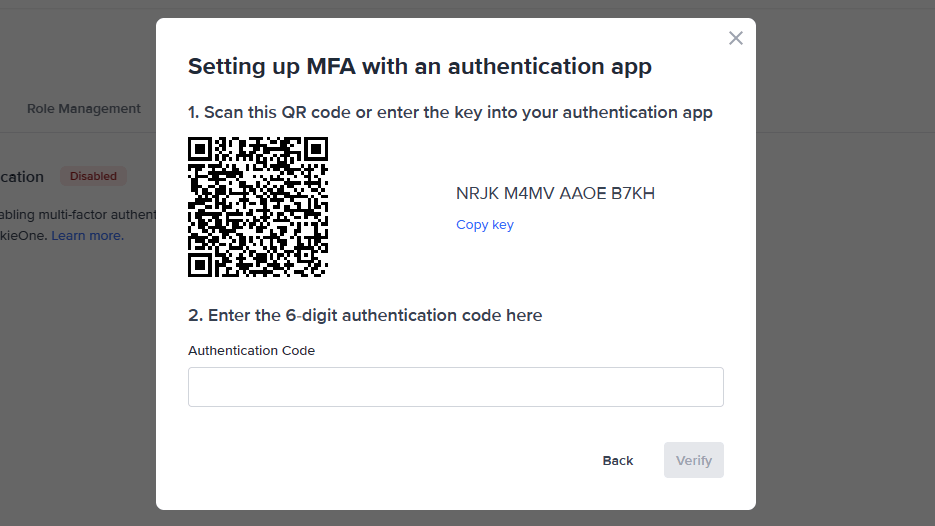 Setting up MFA with an authentication app
1. Scan this QR code or enter the key into your authentication app
Role Management
cation Disabled
NRJK M4MV AAOE B7KH
abling multi-factor authent
Copy key
kieOne. Learn more.
2. Enter the 6-digit authentication code here
Authentication Code
Back Verify